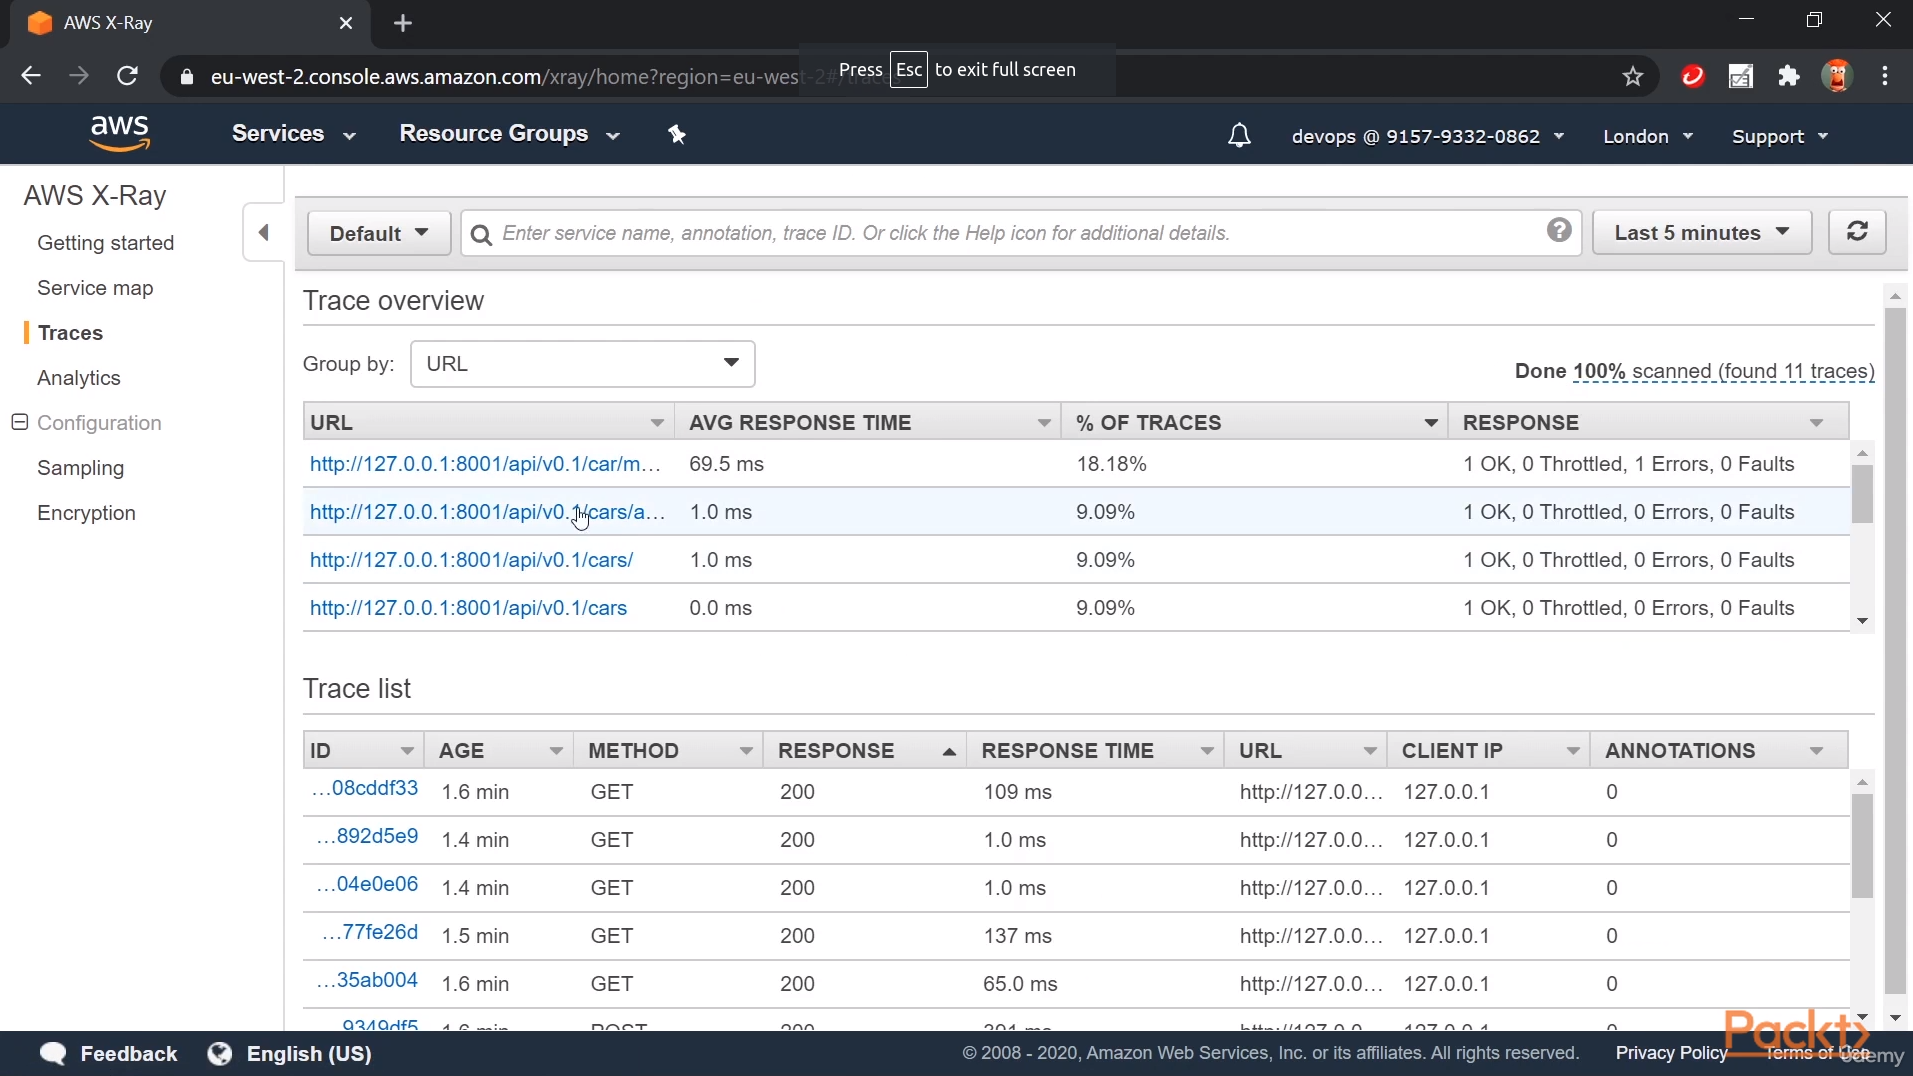 AWS X-Ray
eu-west-2.console.aws.amazon.com/xray/home?region=eu-west-2#/traces
Press Esc to exit full screen
aws Services Resource Groups devops @ 9157-9332-0862 London Support
AWS X-Ray
Getting started
Service map
Traces
Analytics
Configuration
Sampling
Encryption
Default Enter service name, annotation, trace ID. Or click the Help icon for additional details. ? Last 5 minutes
Trace overview
Group by: URL
Done 100% scanned (found 11 traces)
URL AVG RESPONSE TIME % OF TRACES RESPONSE
http://127.0.0.1:8001/api/v0.1/car/m... 69.5 ms 18.18% 1 OK, 0 Throttled, 1 Errors, 0 Faults
http://127.0.0.1:8001/api/v0.1/cars/a... 1.0 ms 9.09% 1 OK, 0 Throttled, 0 Errors, 0 Faults
http://127.0.0.1:8001/api/v0.1/cars/ 1.0 ms 9.09% 1 OK, 0 Throttled, 0 Errors, 0 Faults
http://127.0.0.1:8001/api/v0.1/cars 0.0 ms 9.09% 1 OK, 0 Throttled, 0 Errors, 0 Faults
Trace list
ID AGE METHOD RESPONSE RESPONSE TIME URL CLIENT IP ANNOTATIONS
...08cddf33 1.6 min GET 200 109 ms http://127.0.0... 127.0.0.1 0
...892d5e9 1.4 min GET 200 1.0 ms http://127.0.0... 127.0.0.1 0
...04e0e06 1.4 min GET 200 1.0 ms http://127.0.0... 127.0.0.1 0
...77fe26d 1.5 min GET 200 137 ms http://127.0.0... 127.0.0.1 0
...35ab004 1.6 min GET 200 65.0 ms http://127.0.0... 127.0.0.1 0
9349df5 1.6 min POST 200 http://127.0.0... 127.0.0.1 0
Packt>
Feedback English (US) © 2008 - 2020, Amazon Web Services, Inc. or its affiliates. All rights reserved. Privacy Policy Terms of Use
udemy